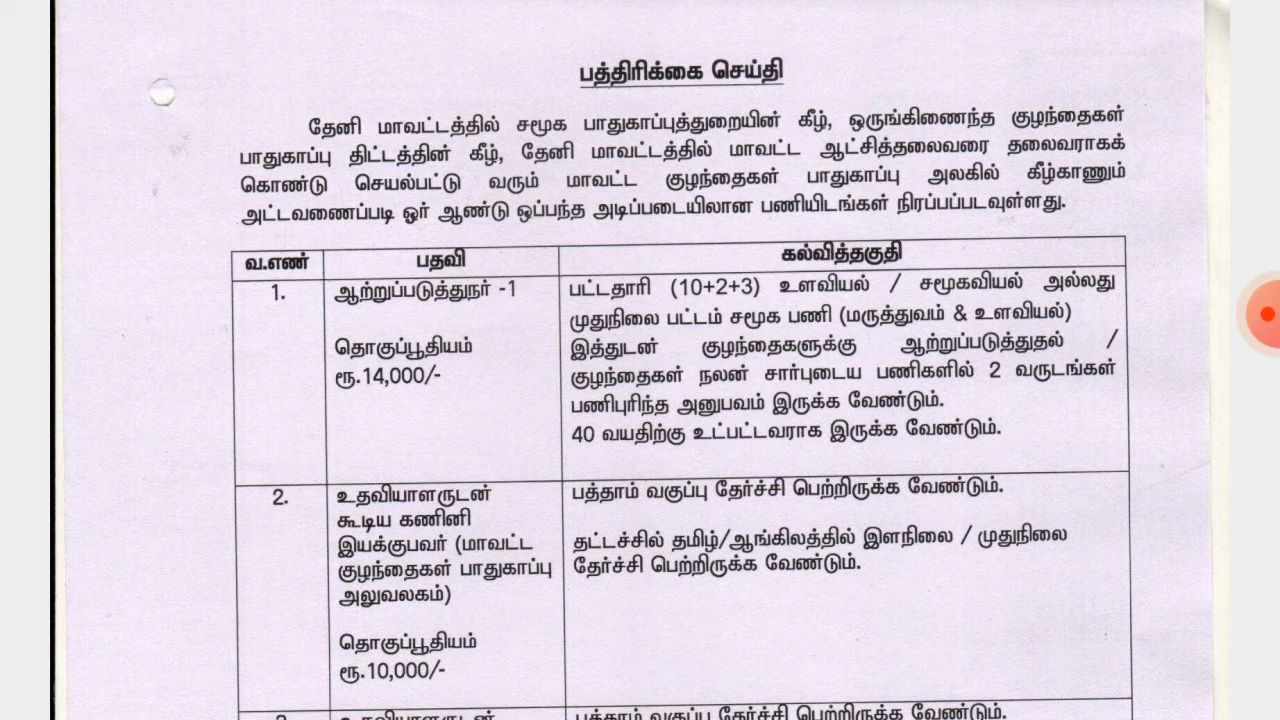 பத்திரிக்கை செய்தி
தேனி மாவட்டத்தில் சமூக பாதுகாப்புத்துறையின் கீழ், ஒருங்கிணைந்த குழந்தைகள்
பாதுகாப்பு திட்டத்தின் கீழ், தேனி மாவட்டத்தில் மாவட்ட ஆட்சித்தலைவரை தலைவராகக்
கொண்டு செயல்பட்டு வரும் மாவட்ட குழந்தைகள் பாதுகாப்பு அலகில் கீழ்காணும்
அட்டவணைப்படி ஓர் ஆண்டு ஒப்பந்த அடிப்படையிலான பணியிடங்கள் நிரப்பப்படவுள்ளது.
வ.எண் பதவி கல்வித்தகுதி
1. ஆற்றுப்படுத்துநர் -1 பட்டதாரி (10+2+3) உளவியல் / சமூகவியல் அல்லது
முதுநிலை பட்டம் சமூக பணி (மருத்துவம் & உளவியல்)
தொகுப்பூதியம் இத்துடன் குழந்தைகளுக்கு ஆற்றுப்படுத்துதல் /
ரூ.14,000/- குழந்தைகள் நலன் சார்புடைய பணிகளில் 2 வருடங்கள்
பணிபுரிந்த அனுபவம் இருக்க வேண்டும்.
40 வயதிற்கு உட்பட்டவராக இருக்க வேண்டும்.
2. உதவியாளருடன் பத்தாம் வகுப்பு தேர்ச்சி பெற்றிருக்க வேண்டும்.
கூடிய கணினி
இயக்குபவர் (மாவட்ட தட்டச்சில் தமிழ்/ஆங்கிலத்தில் இளநிலை / முதுநிலை
குழந்தைகள் பாதுகாப்பு தேர்ச்சி பெற்றிருக்க வேண்டும்.
அலுவலகம்)
தொகுப்பூதியம்
ரூ.10,000/-
3. உதவியாளருடன் பத்தாம் வகுப்பு தேர்ச்சி பெற்றிருக்க வேண்டும்.